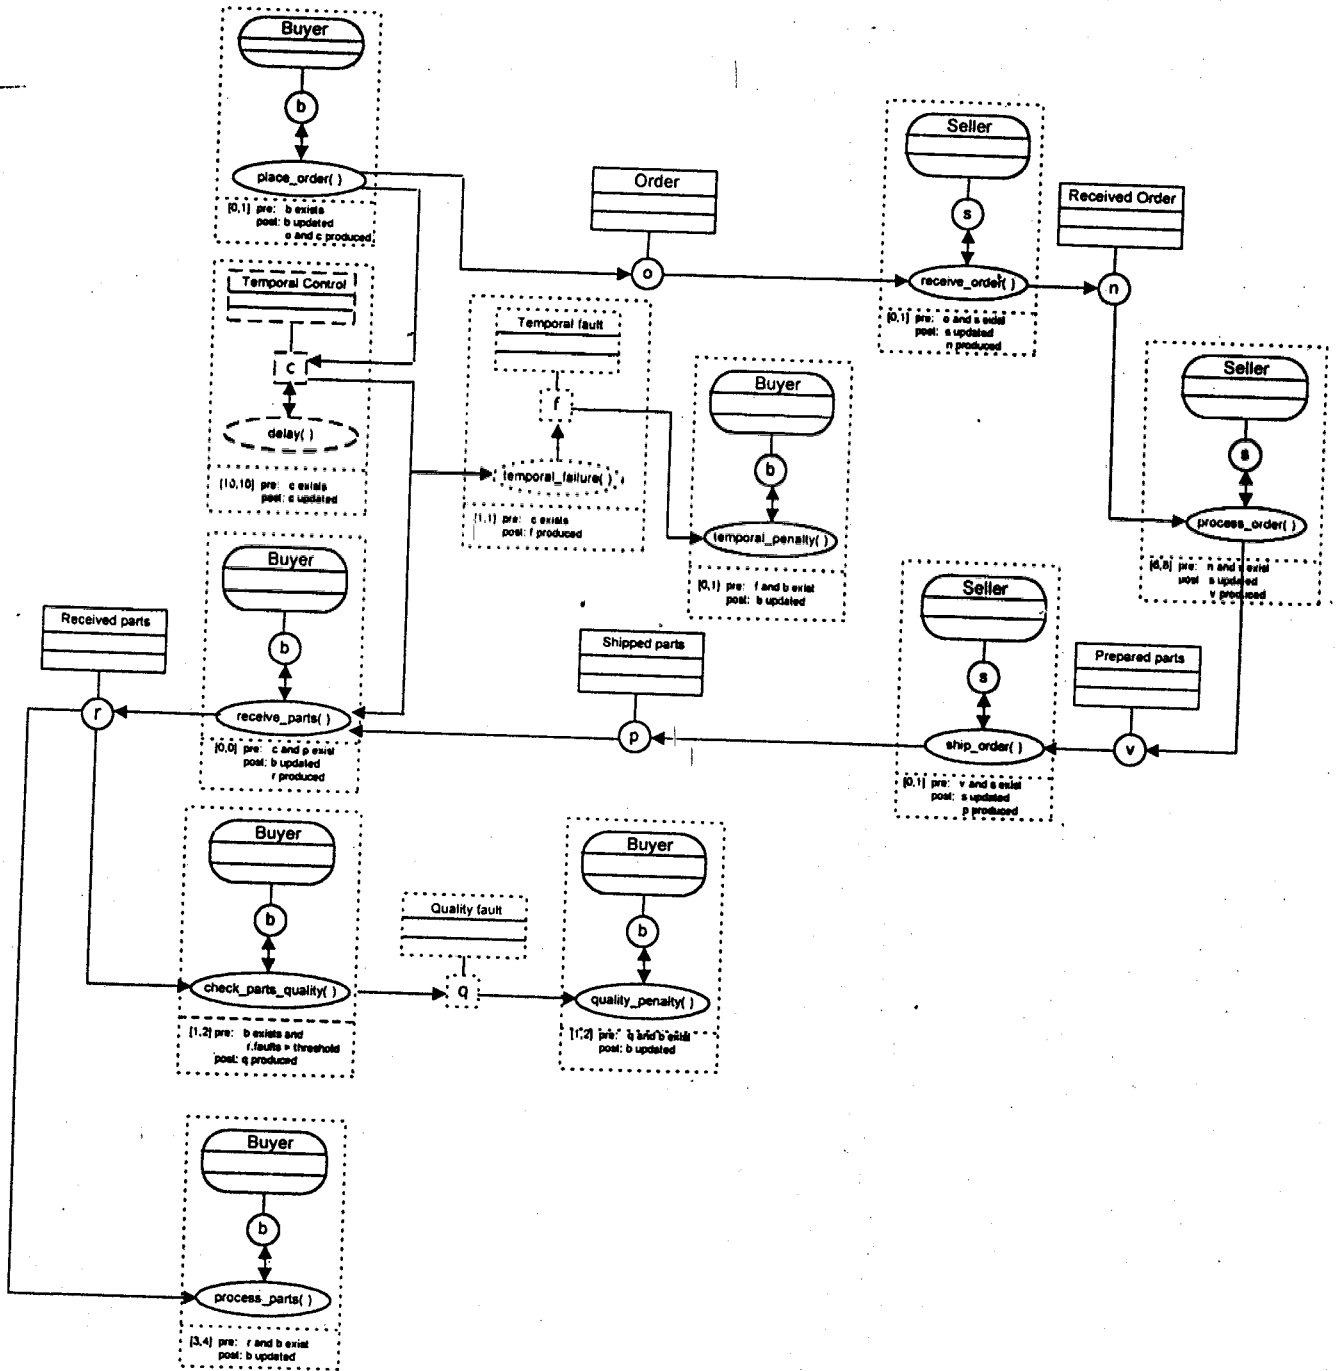 Buyer
b
place_order( )
[0,1] pre: b exists
post: b updated
o and c produced
Temporal Control
c
delay( )
[10,10] pre: c exists
post: c updated
Order
o
Seller
s
receive_order( )
[0,1] pre: o and s exist
post: s updated
n produced
Received Order
n
Temporal fault
f
temporal_failure( )
[1,1] pre: c exists
post: f produced
Buyer
b
temporal_penalty( )
[0,1] pre: f and b exist
post: b updated
Seller
s
process_order( )
[6,8] pre: n and s exist
post s updated
v produced
Buyer
b
receive_parts( )
[0,0] pre: c and p exist
post: b updated
r produced
Received parts
r
Shipped parts
p
Seller
s
ship_order( )
[0,1] pre: v and s exist
post: s updated
p produced
Prepared parts
v
Buyer
b
check_parts_quality( )
[1,2] pre: b exists and
r.faults > threshold
post: q produced
Quality fault
q
Buyer
b
quality_penalty( )
[1,2] pre: q and b exist
post: b updated
Buyer
b
process_parts( )
[3,4] pre: r and b exist
post: b updated